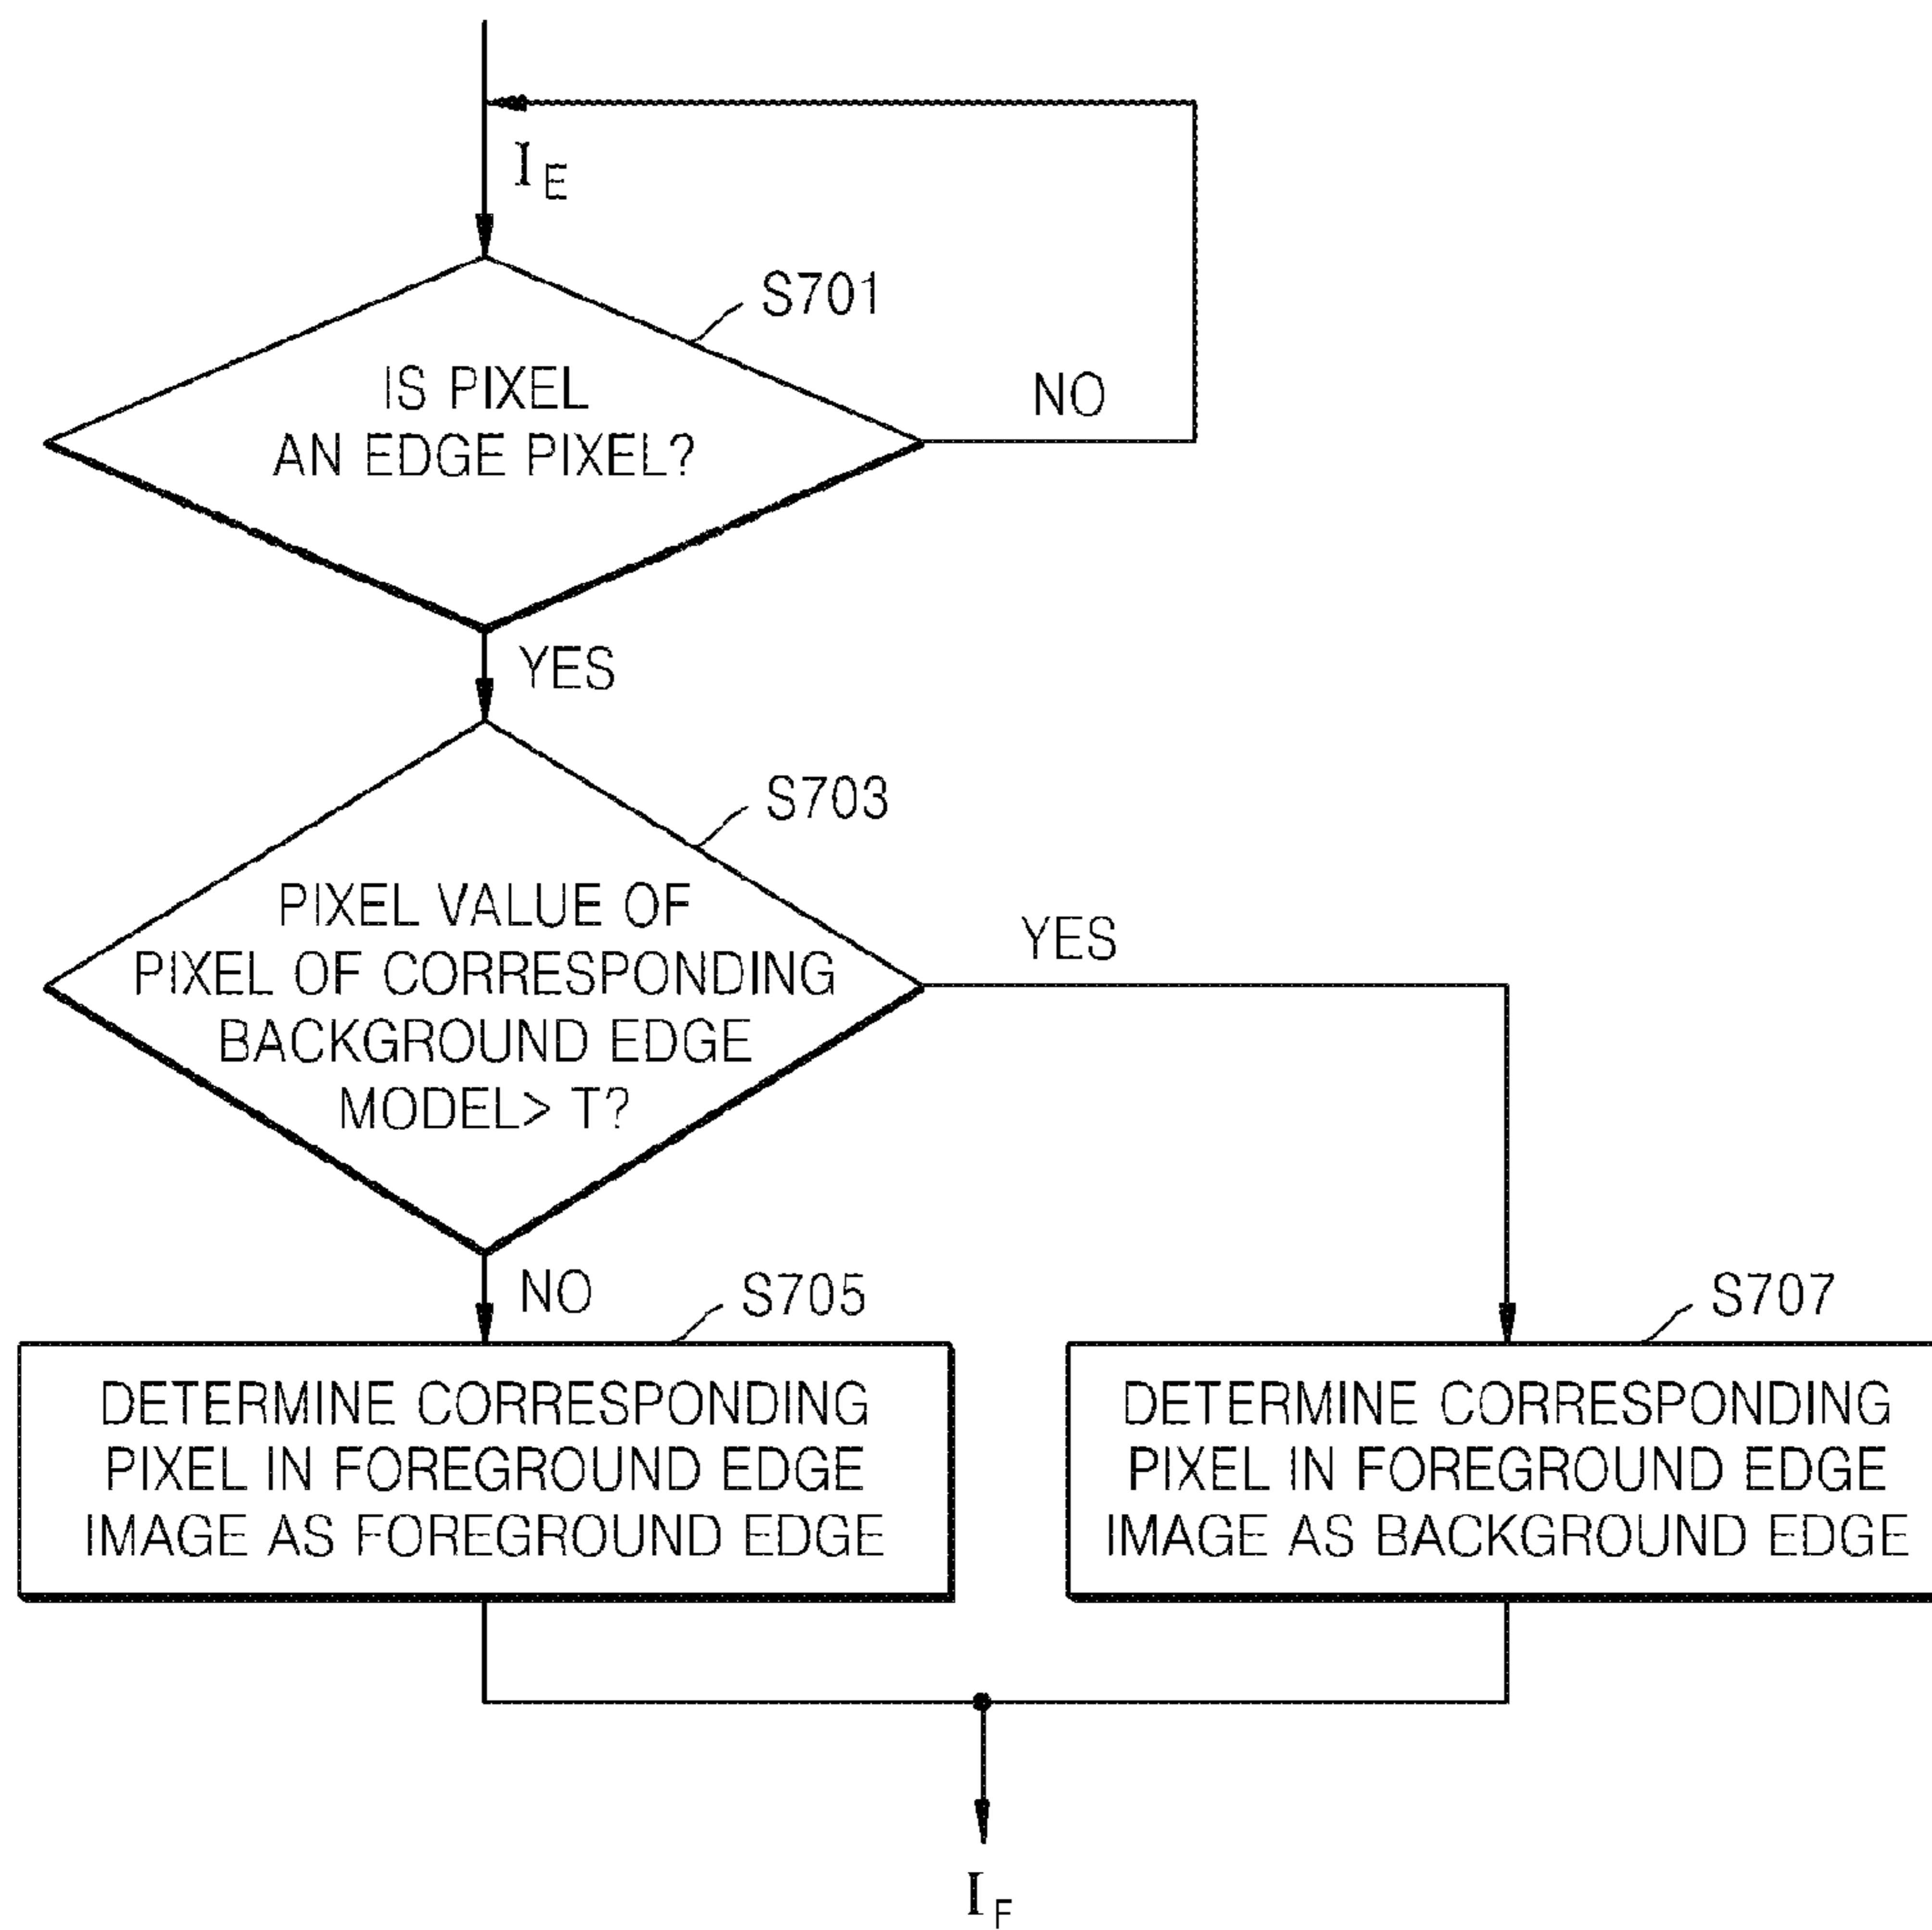 I E
S701
IS PIXEL
AN EDGE PIXEL?
NO
YES
S703
PIXEL VALUE OF
PIXEL OF CORRESPONDING
BACKGROUND EDGE
MODEL> T?
YES
NO
S705
S707
DETERMINE CORRESPONDING
PIXEL IN FOREGROUND EDGE
IMAGE AS FOREGROUND EDGE
DETERMINE CORRESPONDING
PIXEL IN FOREGROUND EDGE
IMAGE AS BACKGROUND EDGE
I F